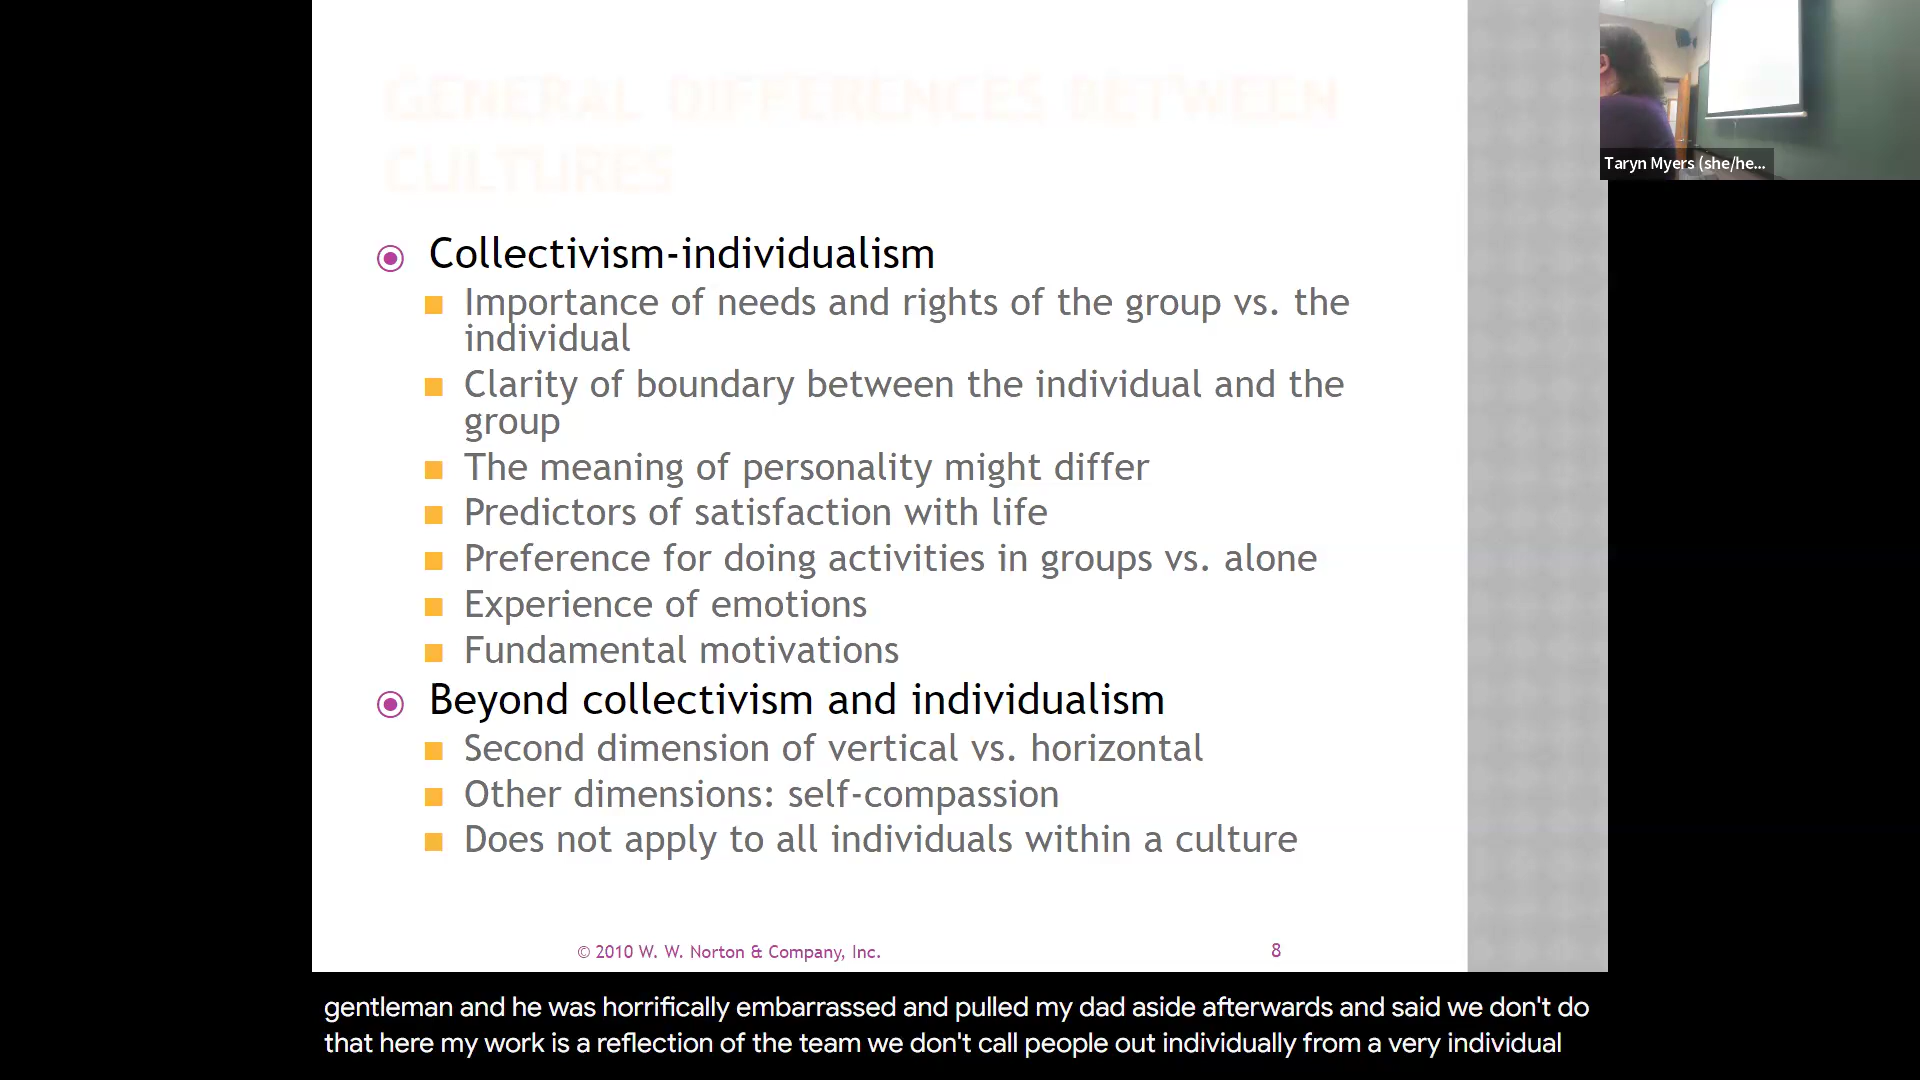 GENERAL DIFFERENCES BETWEEN
CULTURES
Collectivism-individualism
Importance of needs and rights of the group vs. the
individual
Clarity of boundary between the individual and the
group
The meaning of personality might differ
Predictors of satisfaction with life
Preference for doing activities in groups vs. alone
Experience of emotions
Fundamental motivations
Beyond collectivism and individualism
Second dimension of vertical vs. horizontal
Other dimensions: self-compassion
Does not apply to all individuals within a culture
© 2010 W. W. Norton & Company, Inc.
8
Taryn Myers (she/he...
gentleman and he was horrifically embarrassed and pulled my dad aside afterwards and said we don't do
that here my work is a reflection of the team we don't call people out individually from a very individual